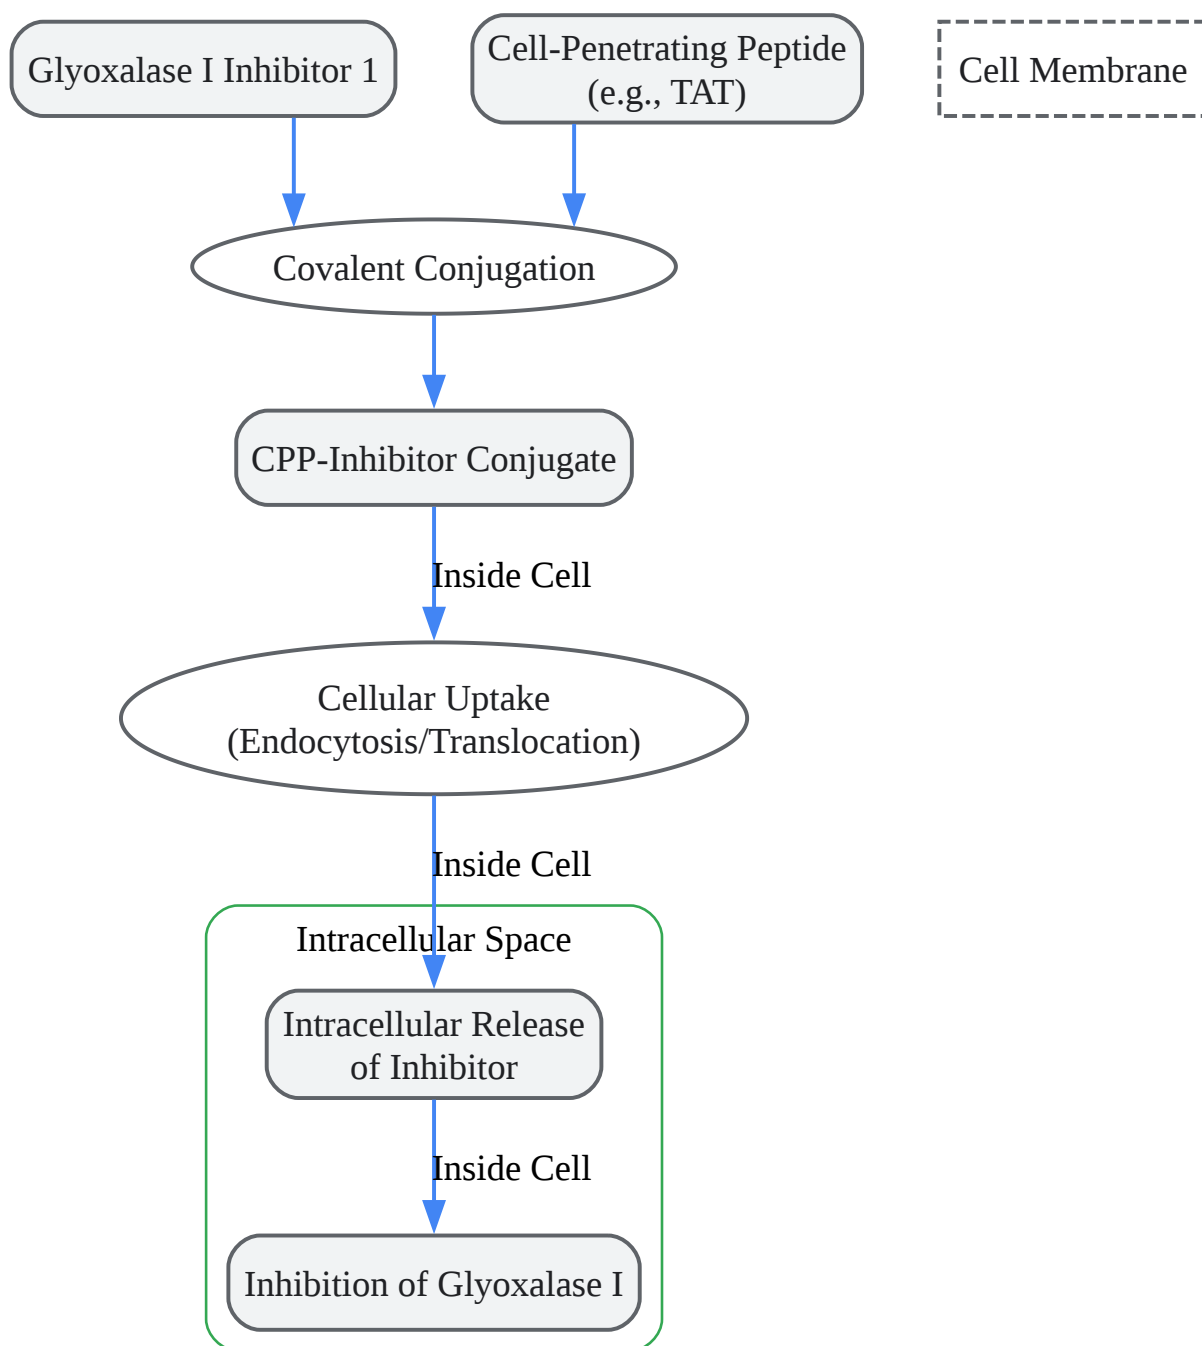 Glyoxalase I Inhibitor 1
Cell-Penetrating Peptide
(e.g., TAT)
Cell Membrane
Covalent Conjugation
CPP-Inhibitor Conjugate
Inside Cell
Cellular Uptake
(Endocytosis/Translocation)
Inside Cell
Intracellular Space
Intracellular Release
of Inhibitor
Inside Cell
Inhibition of Glyoxalase I